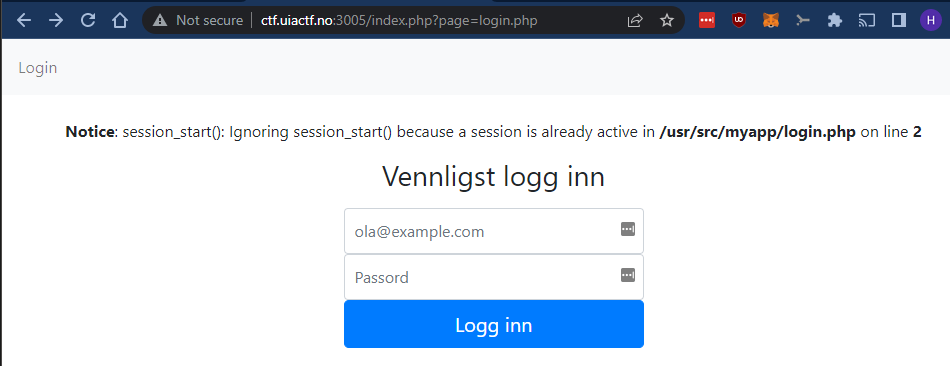 Not secure | ctf.uiactf.no:3005/index.php?page=login.php
UD
H
Login
Notice: session_start(): Ignoring session_start() because a session is already active in /usr/src/myapp/login.php on line 2
Vennligst logg inn
ola@example.com
Passord
Logg inn